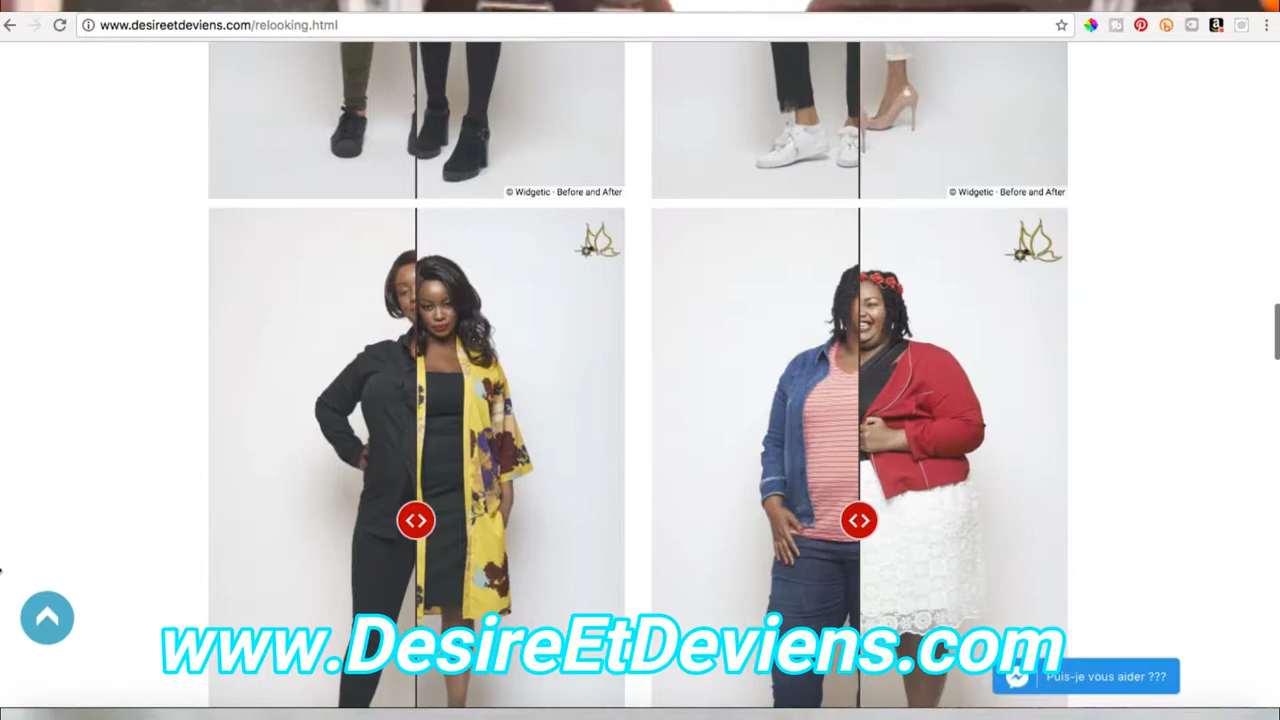 www.desireetdeviens.com/relooking.html
© Widgetic · Before and After
© Widgetic · Before and After
www.DesireEtDeviens.com
Puis-je vous aider ???